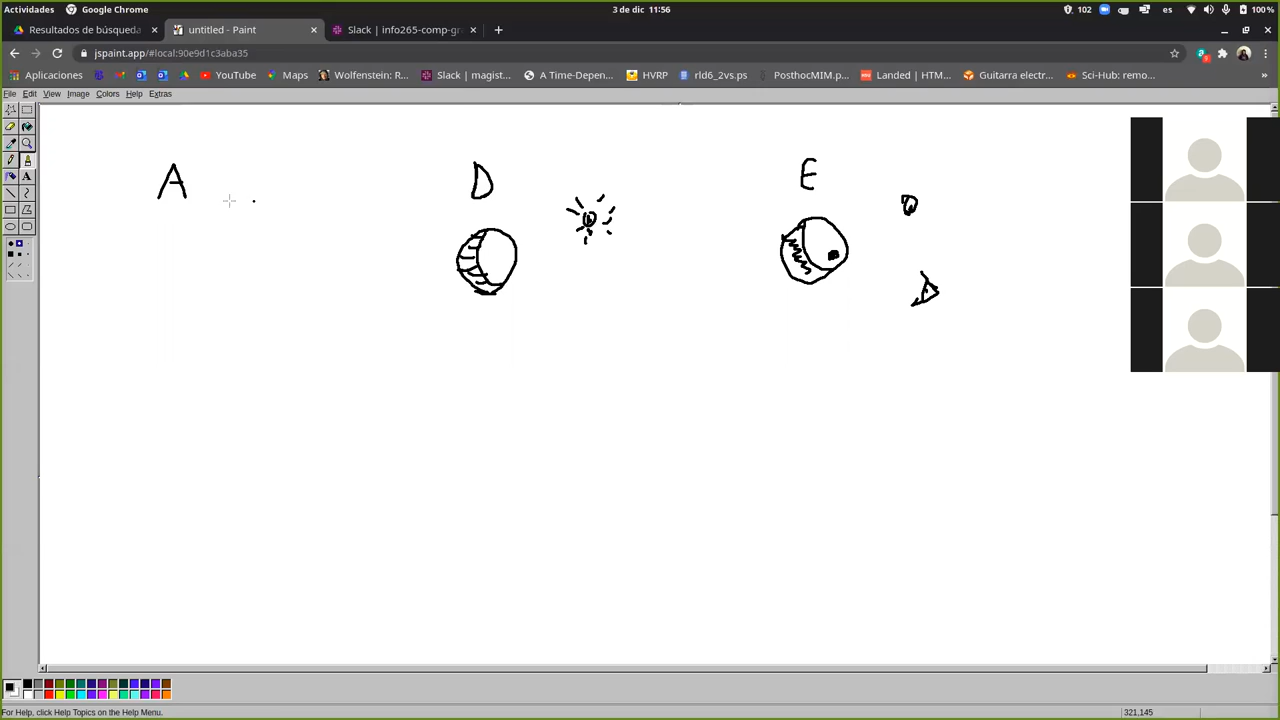 Actividades
Google Chrome
3 de dic 11:56
102
es
100 %
Resultados de búsqueda
untitled - Paint
Slack | info265-comp-gr
jspaint.app/#local:90e9d1c3aba35
Aplicaciones
YouTube
Maps
Wolfenstein: R...
Slack | magist...
A Time-Depen...
HVRP
rld6_2vs.ps
PosthocMIM.p...
Landed | HTM...
Guitarra electr...
Sci-Hub: remo...
File Edit View Image Colors Help Extras
A
D
E
For Help, click Help Topics on the Help Menu.
321,145